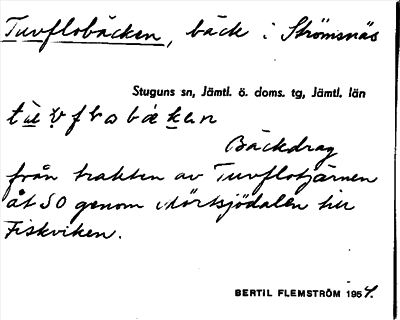 Tuvflobäcken, bäck i Strömsnäs
Stuguns sn, Jämtl. ö. doms. tg, Jämtl. län
Bäckdrag
från trakten av Tuvflotjärnen
åt SO genom Mörtsjödalen till
Fiskviken.
BERTIL FLEMSTRÖM 1954.